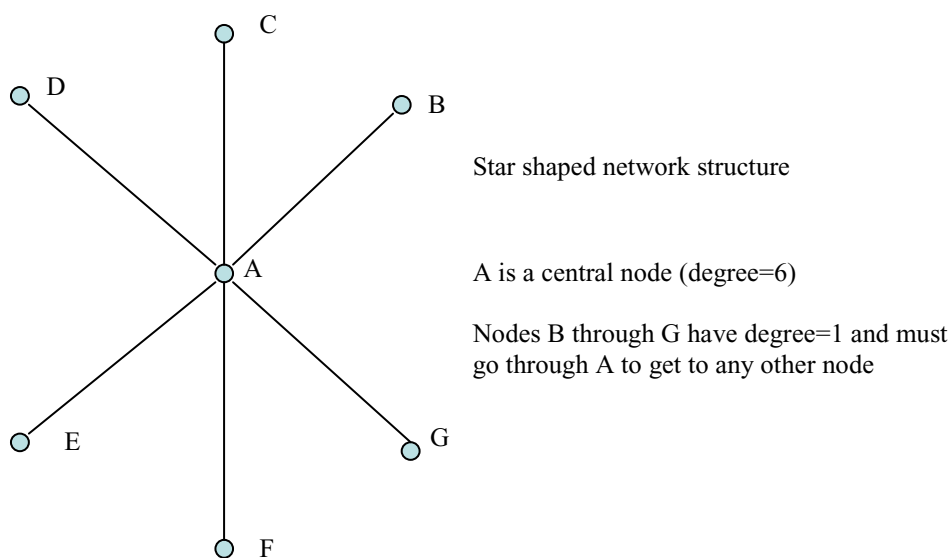 C
D
B
Star shaped network structure
A
A is a central node (degree=6)
Nodes B through G have degree=1 and must
go through A to get to any other node
E
G
F